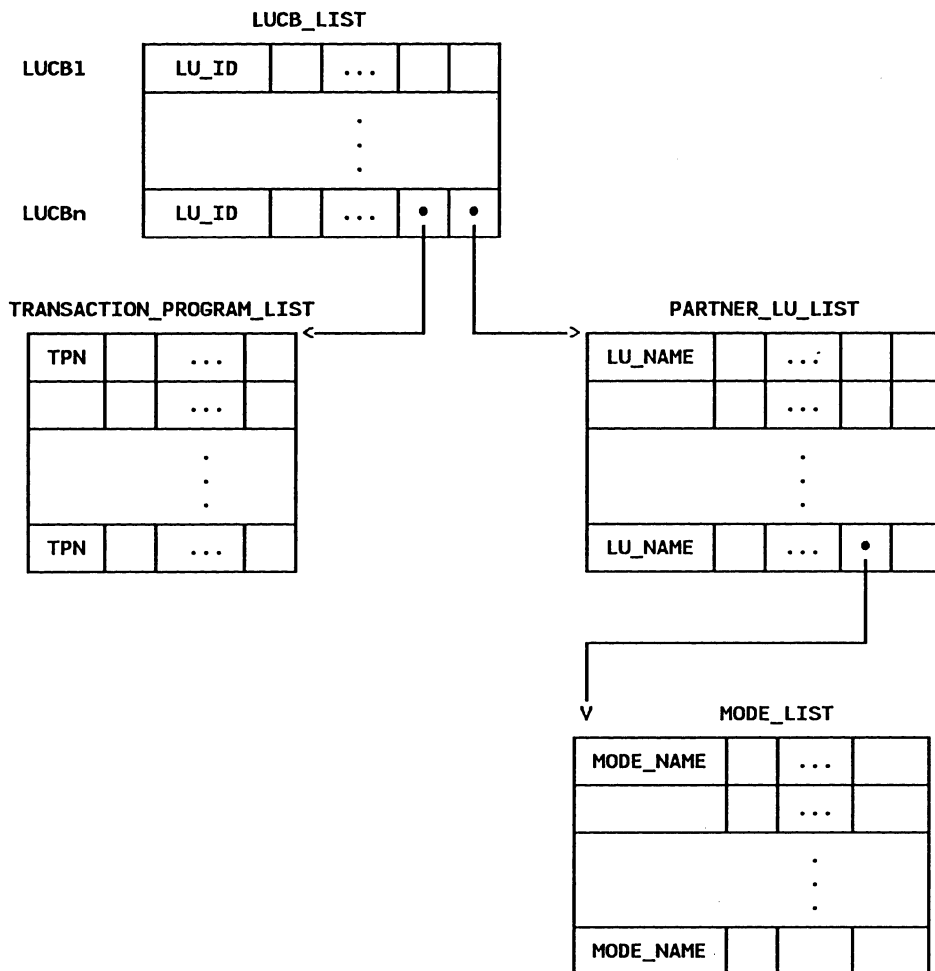 LUCB_LIST
LUCB1 LU_ID ...
.
.
.
LUCBn LU_ID ... • •
TRANSACTION_PROGRAM_LIST PARTNER_LU_LIST
TPN ... LU_NAME ...
... ...
. .
. .
. .
TPN ... LU_NAME ... •
MODE_LIST
MODE_NAME ...
...
.
.
.
MODE_NAME